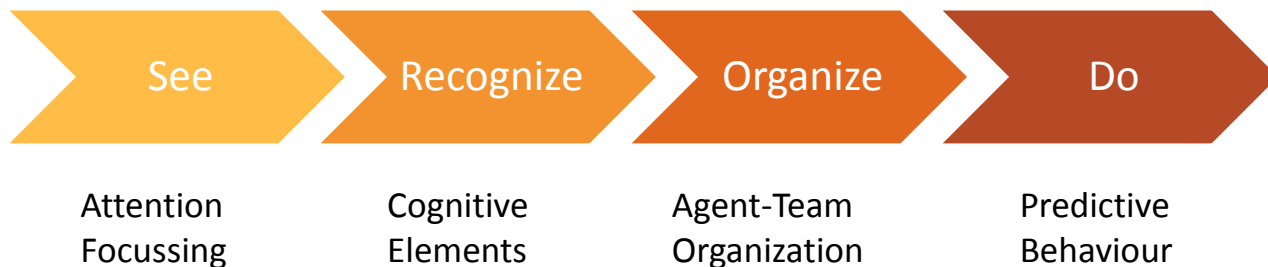 See
Recognize
Organize
Do
Attention
Focussing
Cognitive
Elements
Agent-Team
Organization
Predictive
Behaviour